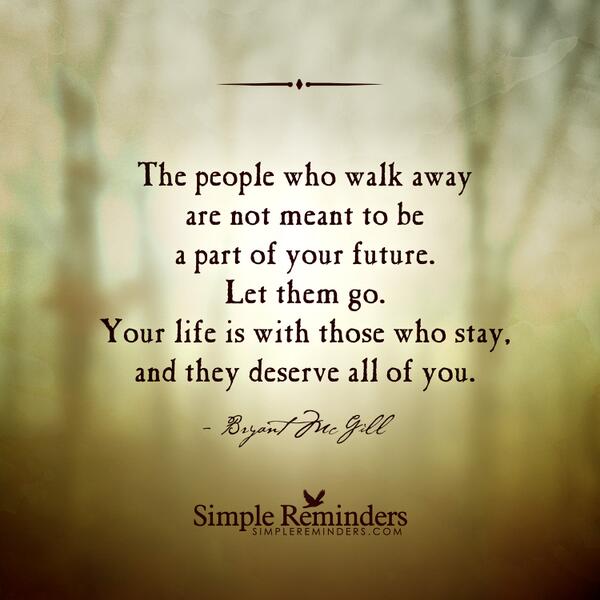 The people who walk away
are not meant to be
a part of your future.
Let them go.
Your life is with those who stay,
and they deserve all of you.
- Bryant McGill
Simple Reminders
SIMPLEREMINDERS.COM